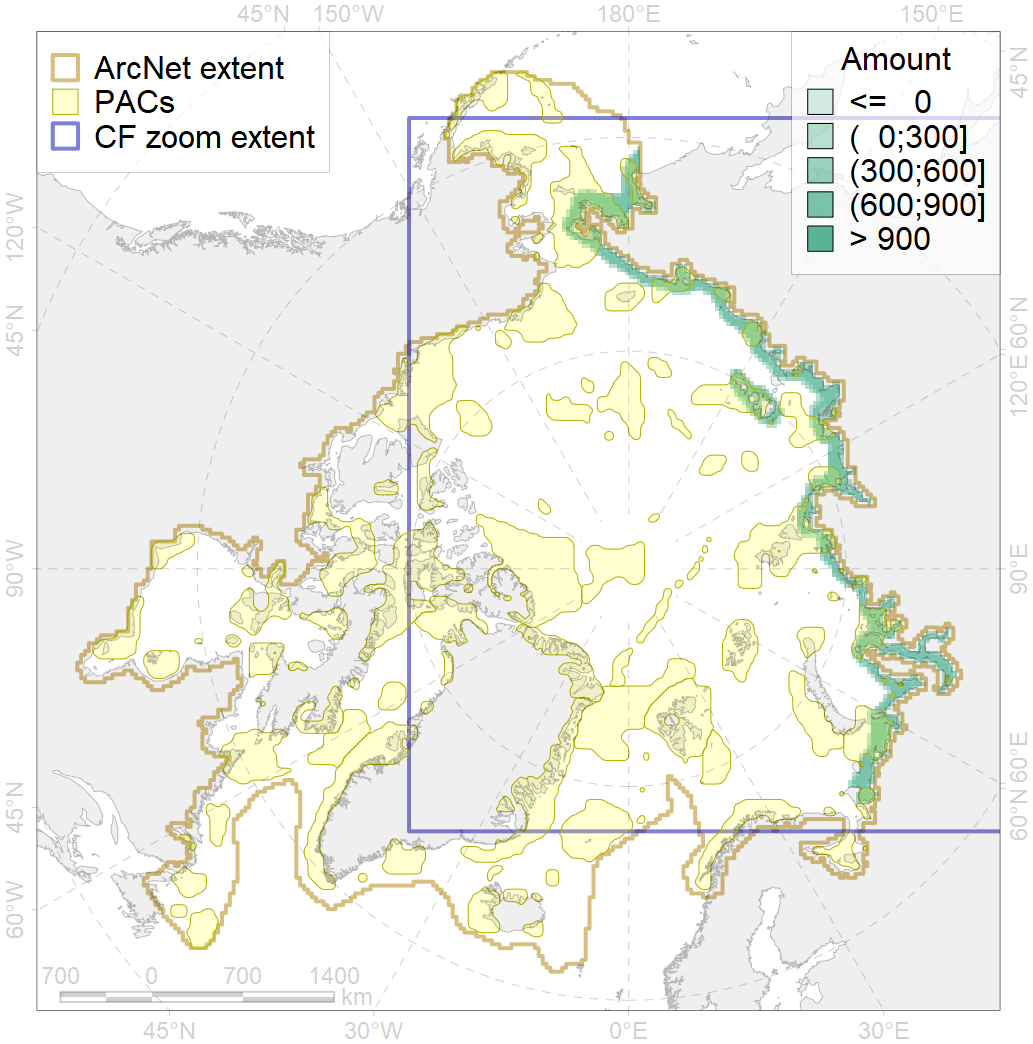 45°N 150°W 180°E 150°E
ArcNet extent
PACs
CF zoom extent
Amount
<= 0
( 0;300]
(300;600]
(600;900]
> 900
45°N
120°W
45°N
60°N
120°E
90°W
90°E
60°E
45°N
60°N
60°W
700 0 700 1400
km
45°W 30°W 0°E 30°E